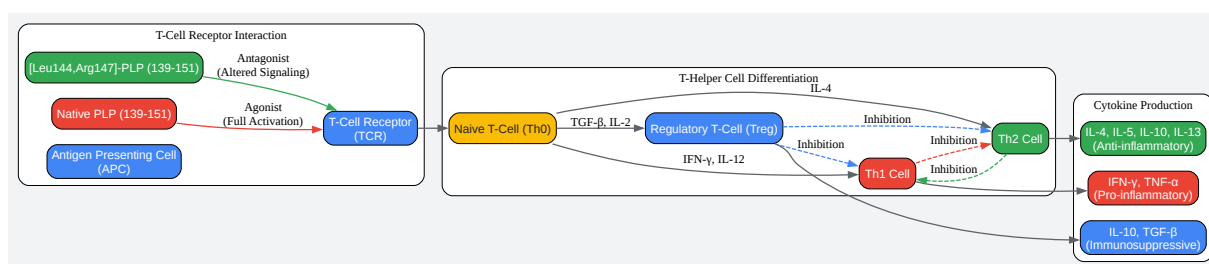 T-Cell Receptor Interaction
[Leu144,Arg147]-PLP (139-151)
Antagonist
(Altered Signaling)
Native PLP (139-151)
Agonist
(Full Activation)
T-Cell Receptor
(TCR)
Antigen Presenting Cell
(APC)
T-Helper Cell Differentiation
IL-4
Naive T-Cell (Th0)
TGF-β, IL-2
Regulatory T-Cell (Treg)
Inhibition
Inhibition
Inhibition
Th2 Cell
IFN-γ, IL-12
Th1 Cell
Inhibition
Cytokine Production
IL-4, IL-5, IL-10, IL-13
(Anti-inflammatory)
IFN-γ, TNF-α
(Pro-inflammatory)
IL-10, TGF-β
(Immunosuppressive)